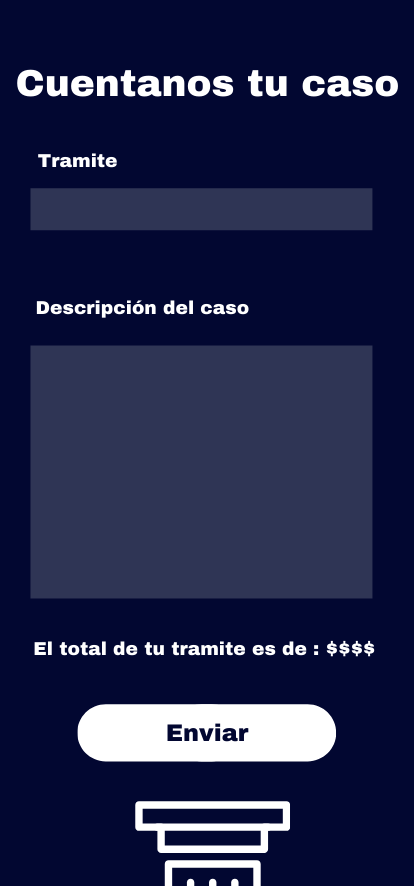 Cuentanos tu caso
Tramite
Descripción del caso
El total de tu tramite es de : $$$$
Enviar